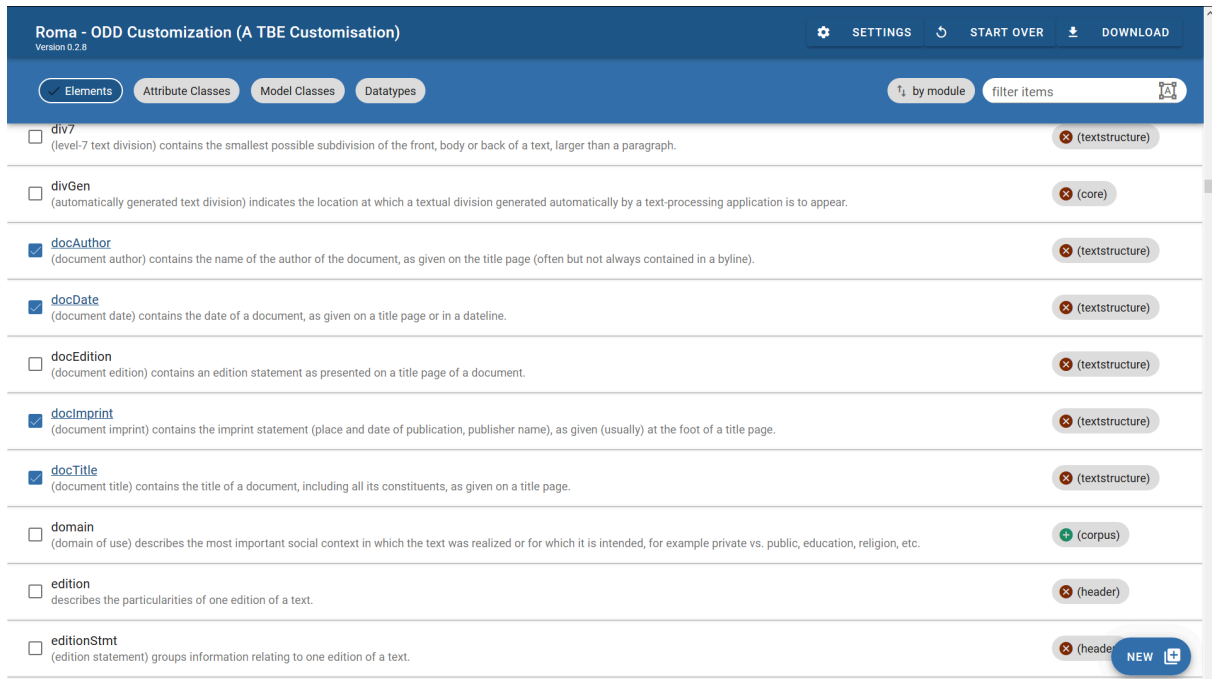 Roma - ODD Customization (A TBE Customisation)
Version 0.2.8
SETTINGS
START OVER
DOWNLOAD
Elements
Attribute Classes
Model Classes
Datatypes
by module
filter items
div7
(textstructure)
(level-7 text division) contains the smallest possible subdivision of the front, body or back of a text, larger than a paragraph.
divGen
(core)
(automatically generated text division) indicates the location at which a textual division generated automatically by a text-processing application is to appear.
docAuthor
(textstructure)
(document author) contains the name of the author of the document, as given on the title page (often but not always contained in a byline).
docDate
(textstructure)
(document date) contains the date of a document, as given on a title page or in a dateline.
docEdition
(textstructure)
(document edition) contains an edition statement as presented on a title page of a document.
docImprint
(textstructure)
(document imprint) contains the imprint statement (place and date of publication, publisher name), as given (usually) at the foot of a title page.
docTitle
(textstructure)
(document title) contains the title of a document, including all its constituents, as given on a title page.
domain
(corpus)
(domain of use) describes the most important social context in which the text was realized or for which it is intended, for example private vs. public, education, religion, etc.
edition
(header)
describes the particularities of one edition of a text.
editionStmt
(heade
(edition statement) groups information relating to one edition of a text.
NEW